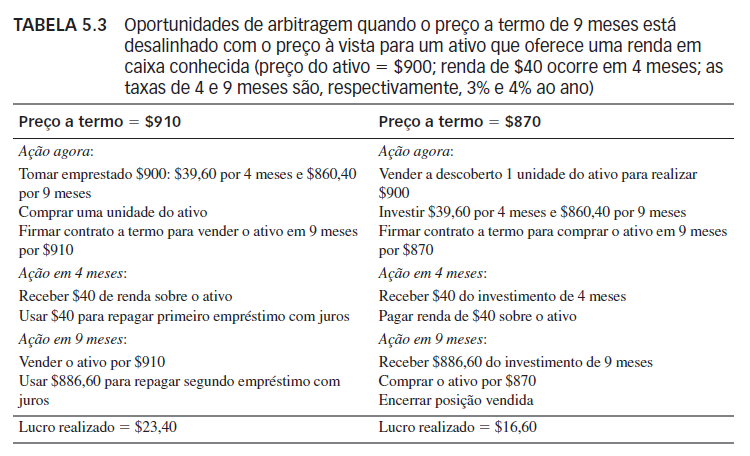 TABELA 5.3 Oportunidades de arbitragem quando o preço a termo de 9 meses está
desalinhado com o preço à vista para um ativo que oferece uma renda em
caixa conhecida (preço do ativo = $900; renda de $40 ocorre em 4 meses; as
taxas de 4 e 9 meses são, respectivamente, 3% e 4% ao ano)
Preço a termo = $910
Ação agora:
Tomar emprestado $900: $39,60 por 4 meses e $860,40
por 9 meses
Comprar uma unidade do ativo
Firmar contrato a termo para vender o ativo em 9 meses
por $910
Ação em 4 meses:
Receber $40 de renda sobre o ativo
Usar $40 para repagar primeiro empréstimo com juros
Ação em 9 meses:
Vender o ativo por $910
Usar $886,60 para repagar segundo empréstimo com
juros
Lucro realizado = $23,40
Preço a termo = $870
Ação agora:
Vender a descoberto 1 unidade do ativo para realizar
$900
Investir $39,60 por 4 meses e $860,40 por 9 meses
Firmar contrato a termo para comprar o ativo em 9 meses
por $870
Ação em 4 meses:
Receber $40 do investimento de 4 meses
Pagar renda de $40 sobre o ativo
Ação em 9 meses:
Receber $886,60 do investimento de 9 meses
Comprar o ativo por $870
Encerrar posição vendida
Lucro realizado = $16,60